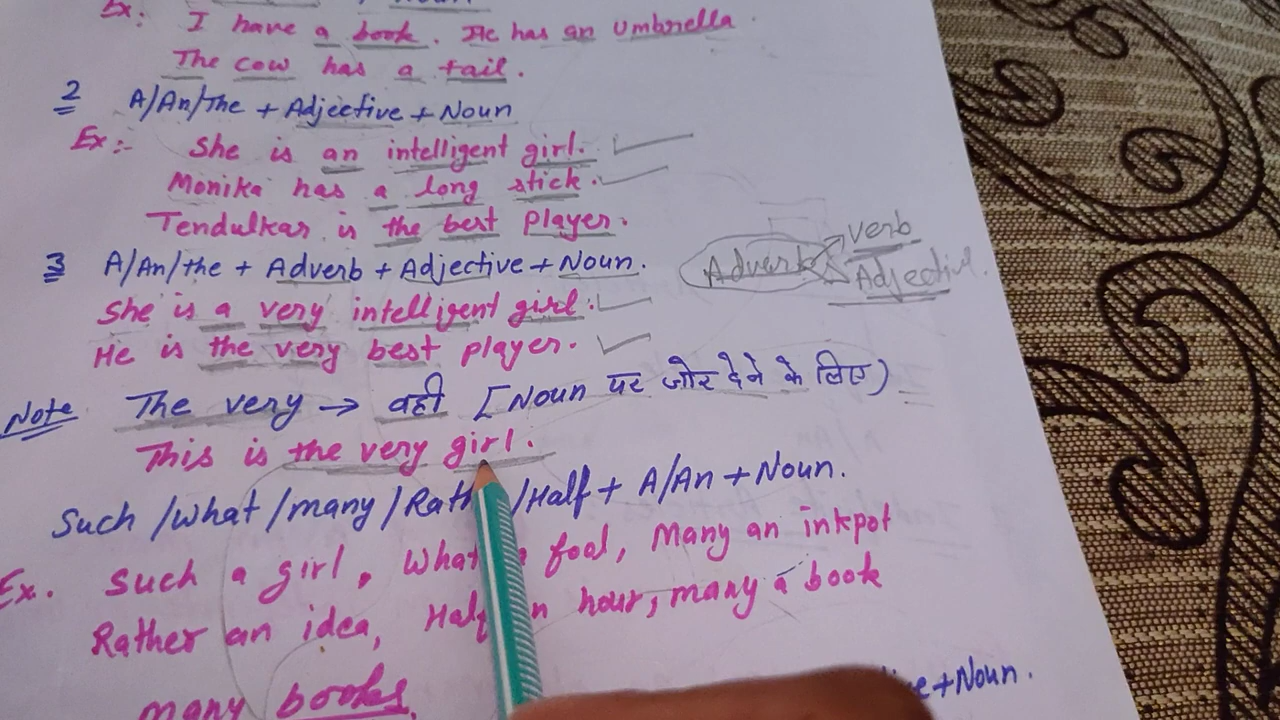 Ex: I have a book. He has an umbrella.
The cow has a tail.
2 A/An/The + Adjective + Noun
Ex:- She is an intelligent girl.
Monika has a long stick.
Tendulkar is the best player.
3 A/An/the + Adverb + Adjective + Noun.
Adverb Verb
Adjective.
She is a very intelligent girl.
He is the very best player.
Note The very → वही [Noun पर जोर देने के लिए)
This is the very girl.
Such /What /many /Rath /Half + A/An + Noun.
Ex. Such a girl, What fool, Many an inkpot
Rather an idea, Half n hour, many a book
many books.
+Noun.